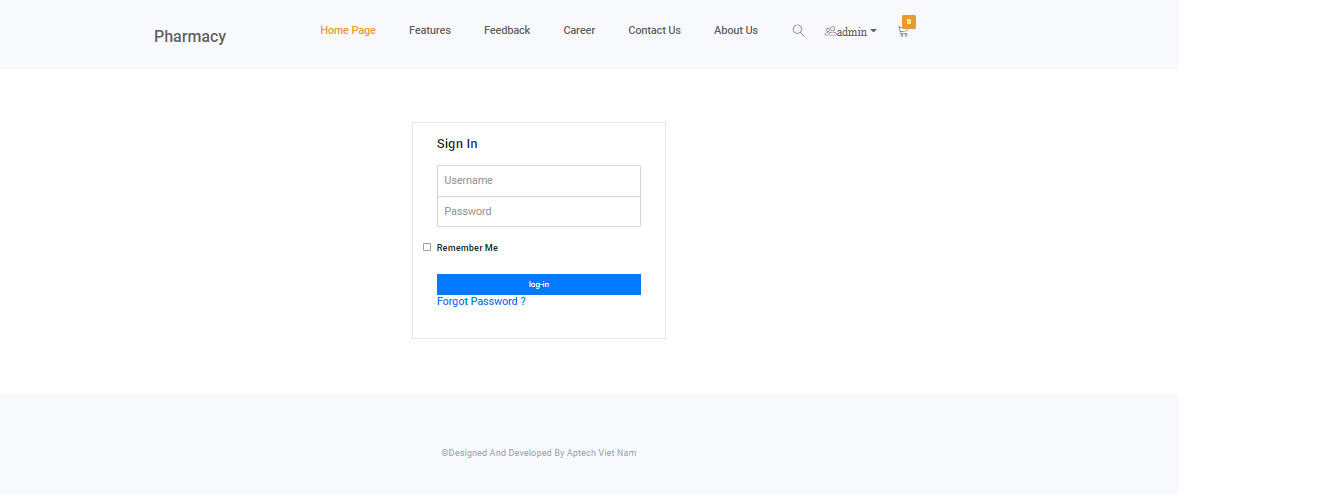 Pharmacy
Home Page Features Feedback Career Contact Us About Us admin 0
Sign In
Username
Password
Remember Me
log-in
Forgot Password ?
©Designed And Developed By Aptech Viet Nam